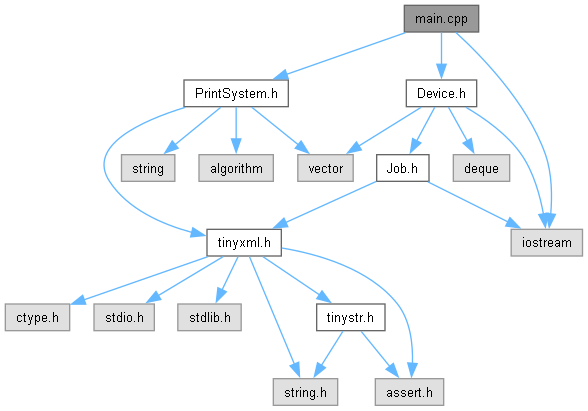 main.cpp
PrintSystem.h
Device.h
string
algorithm
vector
Job.h
deque
tinyxml.h
iostream
ctype.h
stdio.h
stdlib.h
tinystr.h
string.h
assert.h